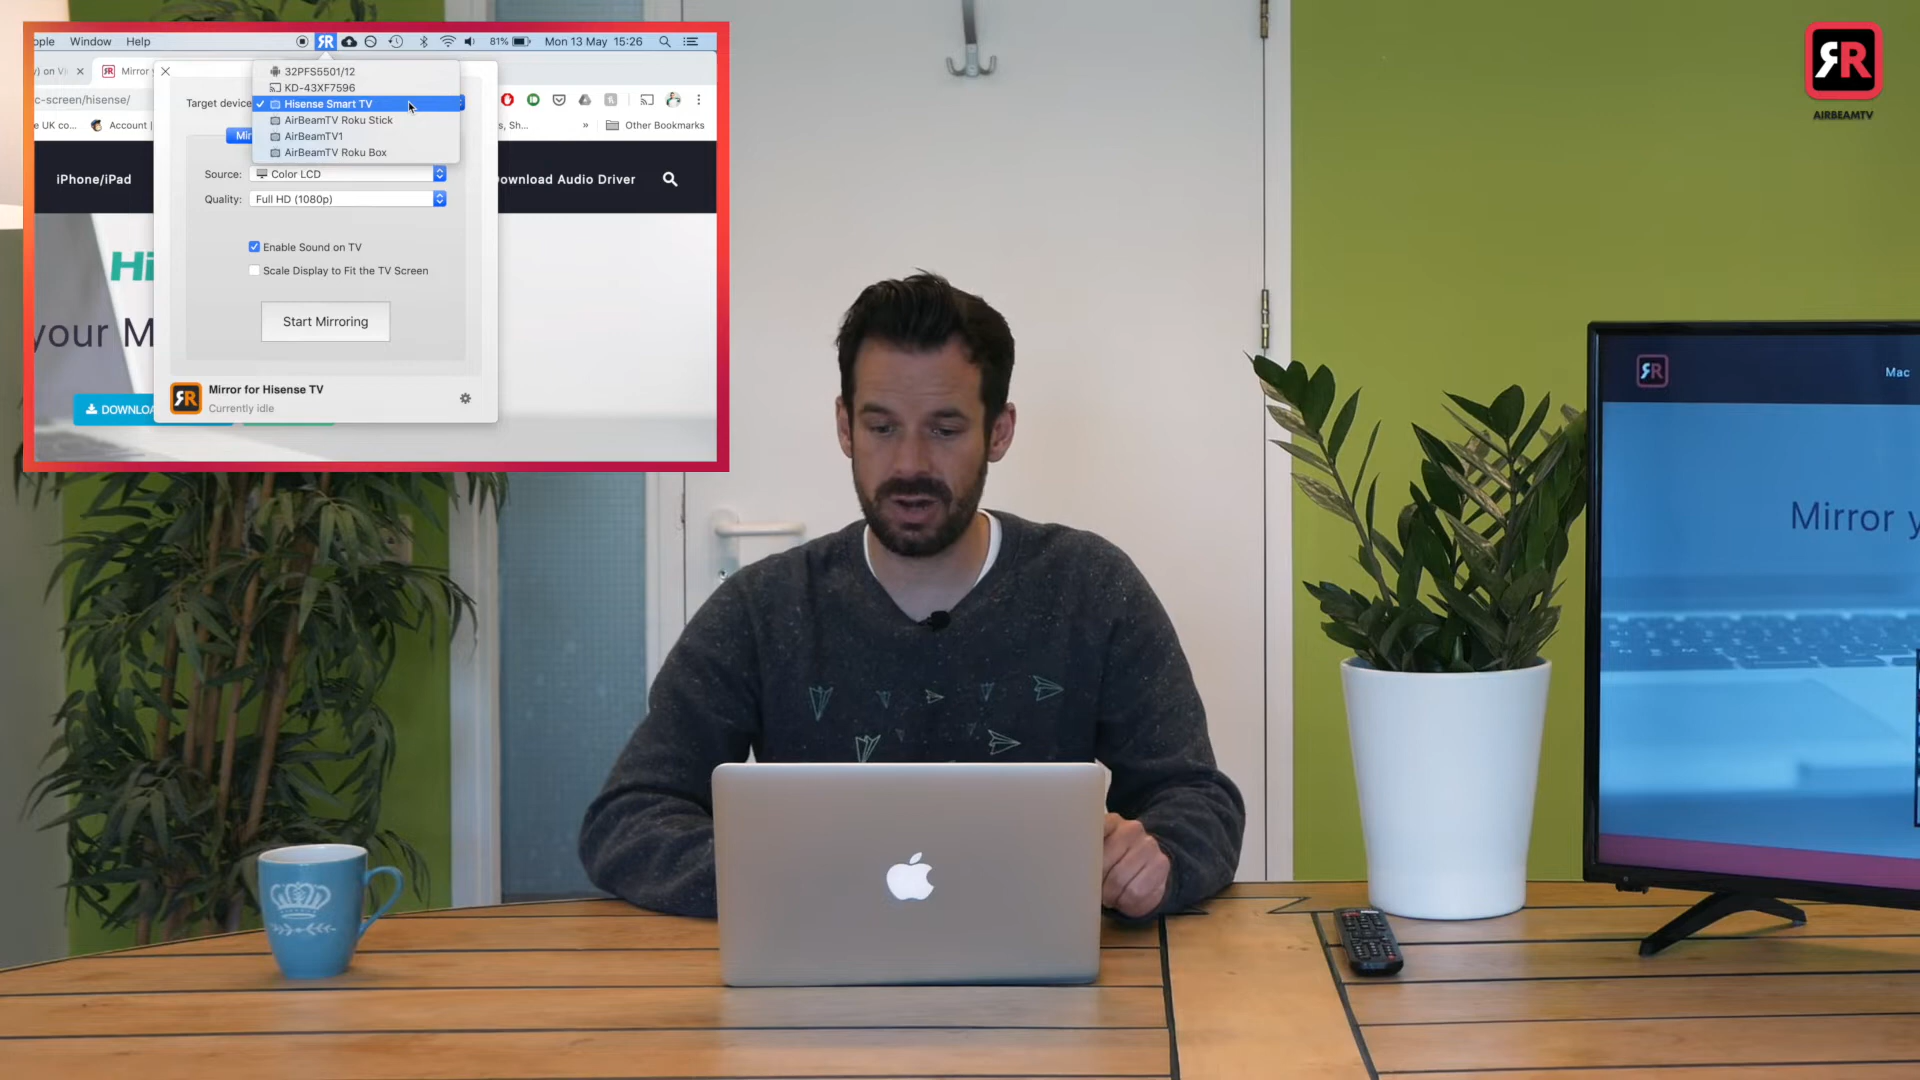 ople Window Help 81% Mon 13 May 15:26
) on Vi Mirror
c-screen/hisense/
e UK co... Account s, Sh... » Other Bookmarks
32PFS5501/12
KD-43XF7596
Target device Hisense Smart TV
AirBeamTV Roku Stick
AirBeamTV1
AirBeamTV Roku Box
Mir
Source: Color LCD
Quality: Full HD (1080p)
iPhone/iPad ownload Audio Driver
Enable Sound on TV
Scale Display to Fit the TV Screen
Start Mirroring
Hi
your M
DOWNLOA
Mirror for Hisense TV
Currently idle
AIRBEAMTV
Mac
Mirror y